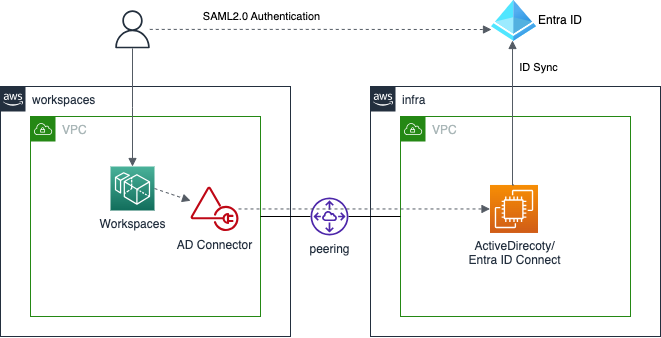 SAML2.0 Authentication
Entra ID
ID Sync
aws
workspaces
aws
infra
VPC
VPC
Workspaces
AD Connector
peering
ActiveDirecoty/
Entra ID Connect